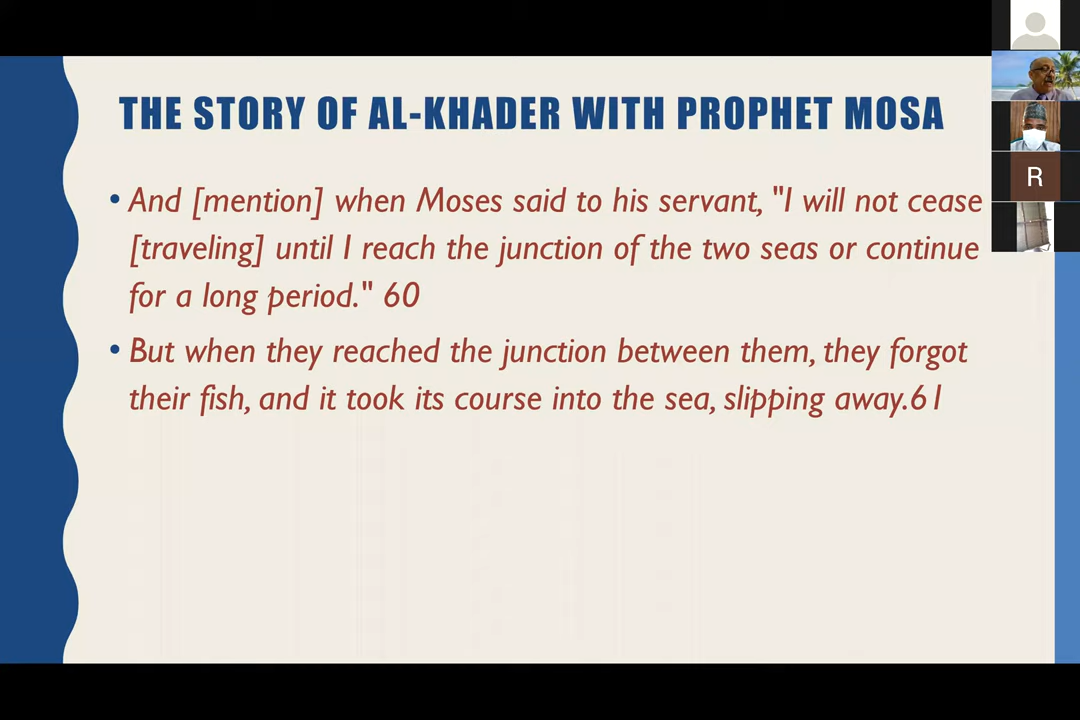 THE STORY OF AL-KHADER WITH PROPHET MOSA
• And [mention] when Moses said to his servant, "I will not cease
[traveling] until I reach the junction of the two seas or continue
for a long period." 60
• But when they reached the junction between them, they forgot
their fish, and it took its course into the sea, slipping away.61
R